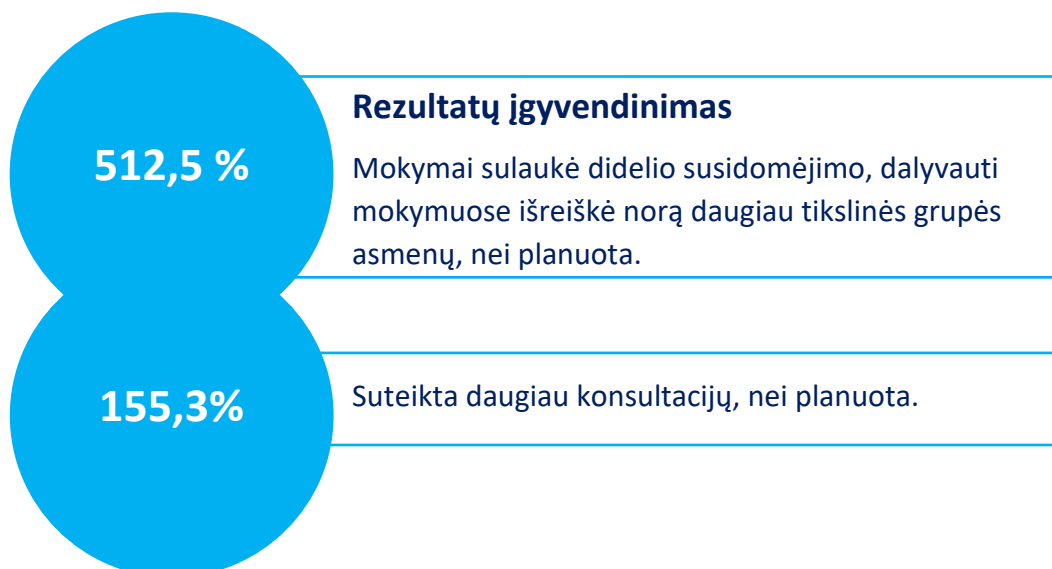 512,5 %
Rezultatų įgyvendinimas
Mokymai sulaukė didelio susidomėjimo, dalyvauti
mokymuose išreiškė norą daugiau tikslinės grupės
asmenų, nei planuota.
155,3%
Suteikta daugiau konsultacijų, nei planuota.